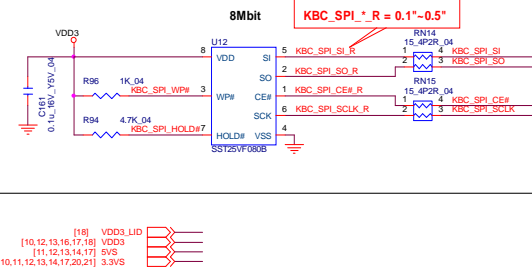 8Mbit
KBC_SPI_*_R = 0.1"~0.5"
VDD3
C161
0.1u_16V_Y5V_04
R96 1K_04
KBC_SPI_WP#
R94 4.7K_04
KBC_SPI_HOLD#
U12
8 VDD SI 5
SO 2
3 WP# CE# 1
SCK 6
7 HOLD# VSS 4
SST25VF080B
KBC_SPI_SI_R
KBC_SPI_SO_R
KBC_SPI_CE#_R
KBC_SPI_SCLK_R
RN14
15_4P2R_04
1 4 KBC_SPI_SI
2 3 KBC_SPI_SO
RN15
15_4P2R_04
1 4 KBC_SPI_CE#
2 3 KBC_SPI_SCLK
[18] VDD3_LID
[10,12,13,16,17,18] VDD3
[11,12,13,14,17] 5VS
10,11,12,13,14,17,20,21] 3.3VS